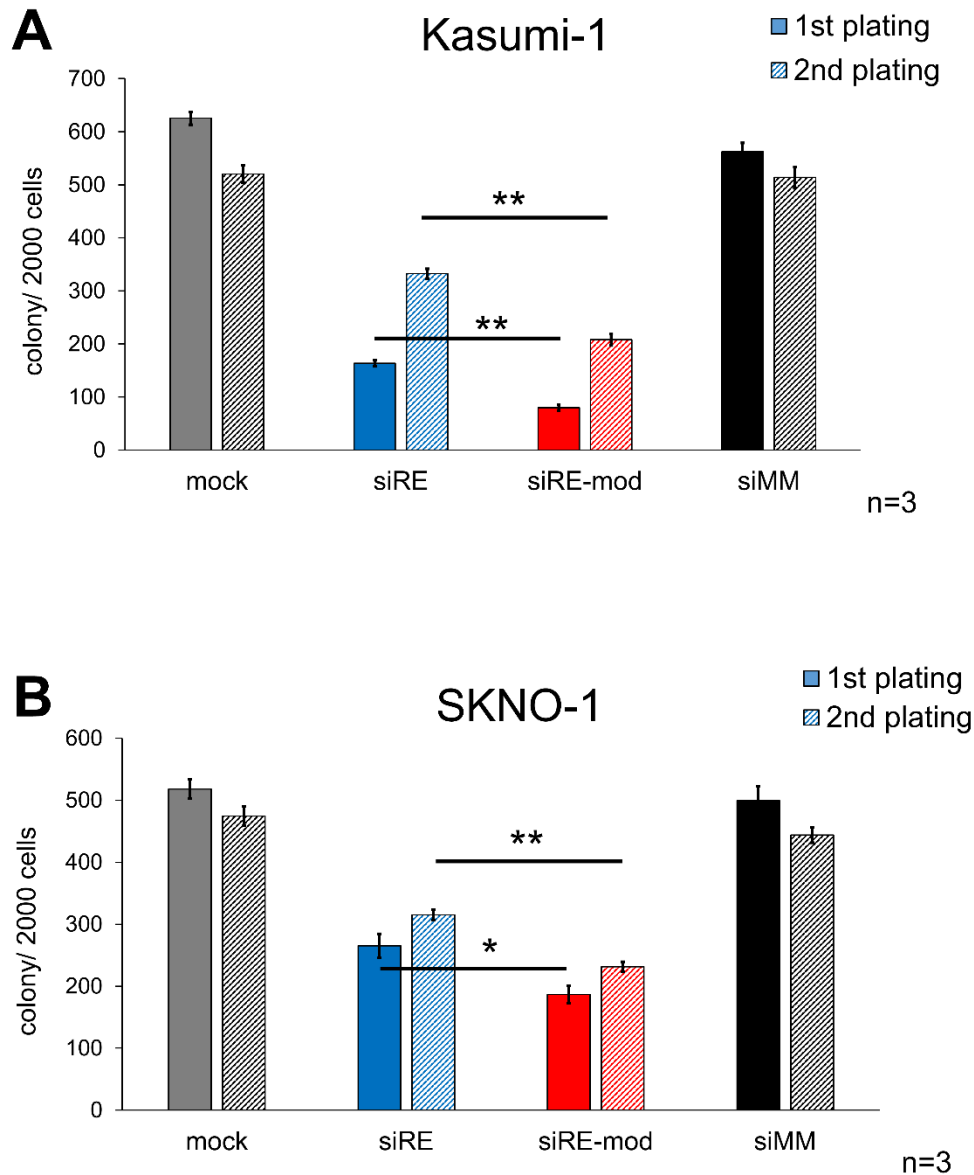 A
Kasumi-1
1st plating
2nd plating
colony/ 2000 cells
700
600
500
400
300
200
100
0
**
**
mock
siRE
siRE-mod
siMM
n=3
B
SKNO-1
1st plating
2nd plating
colony/ 2000 cells
600
500
400
300
200
100
0
**
*
mock
siRE
siRE-mod
siMM
n=3